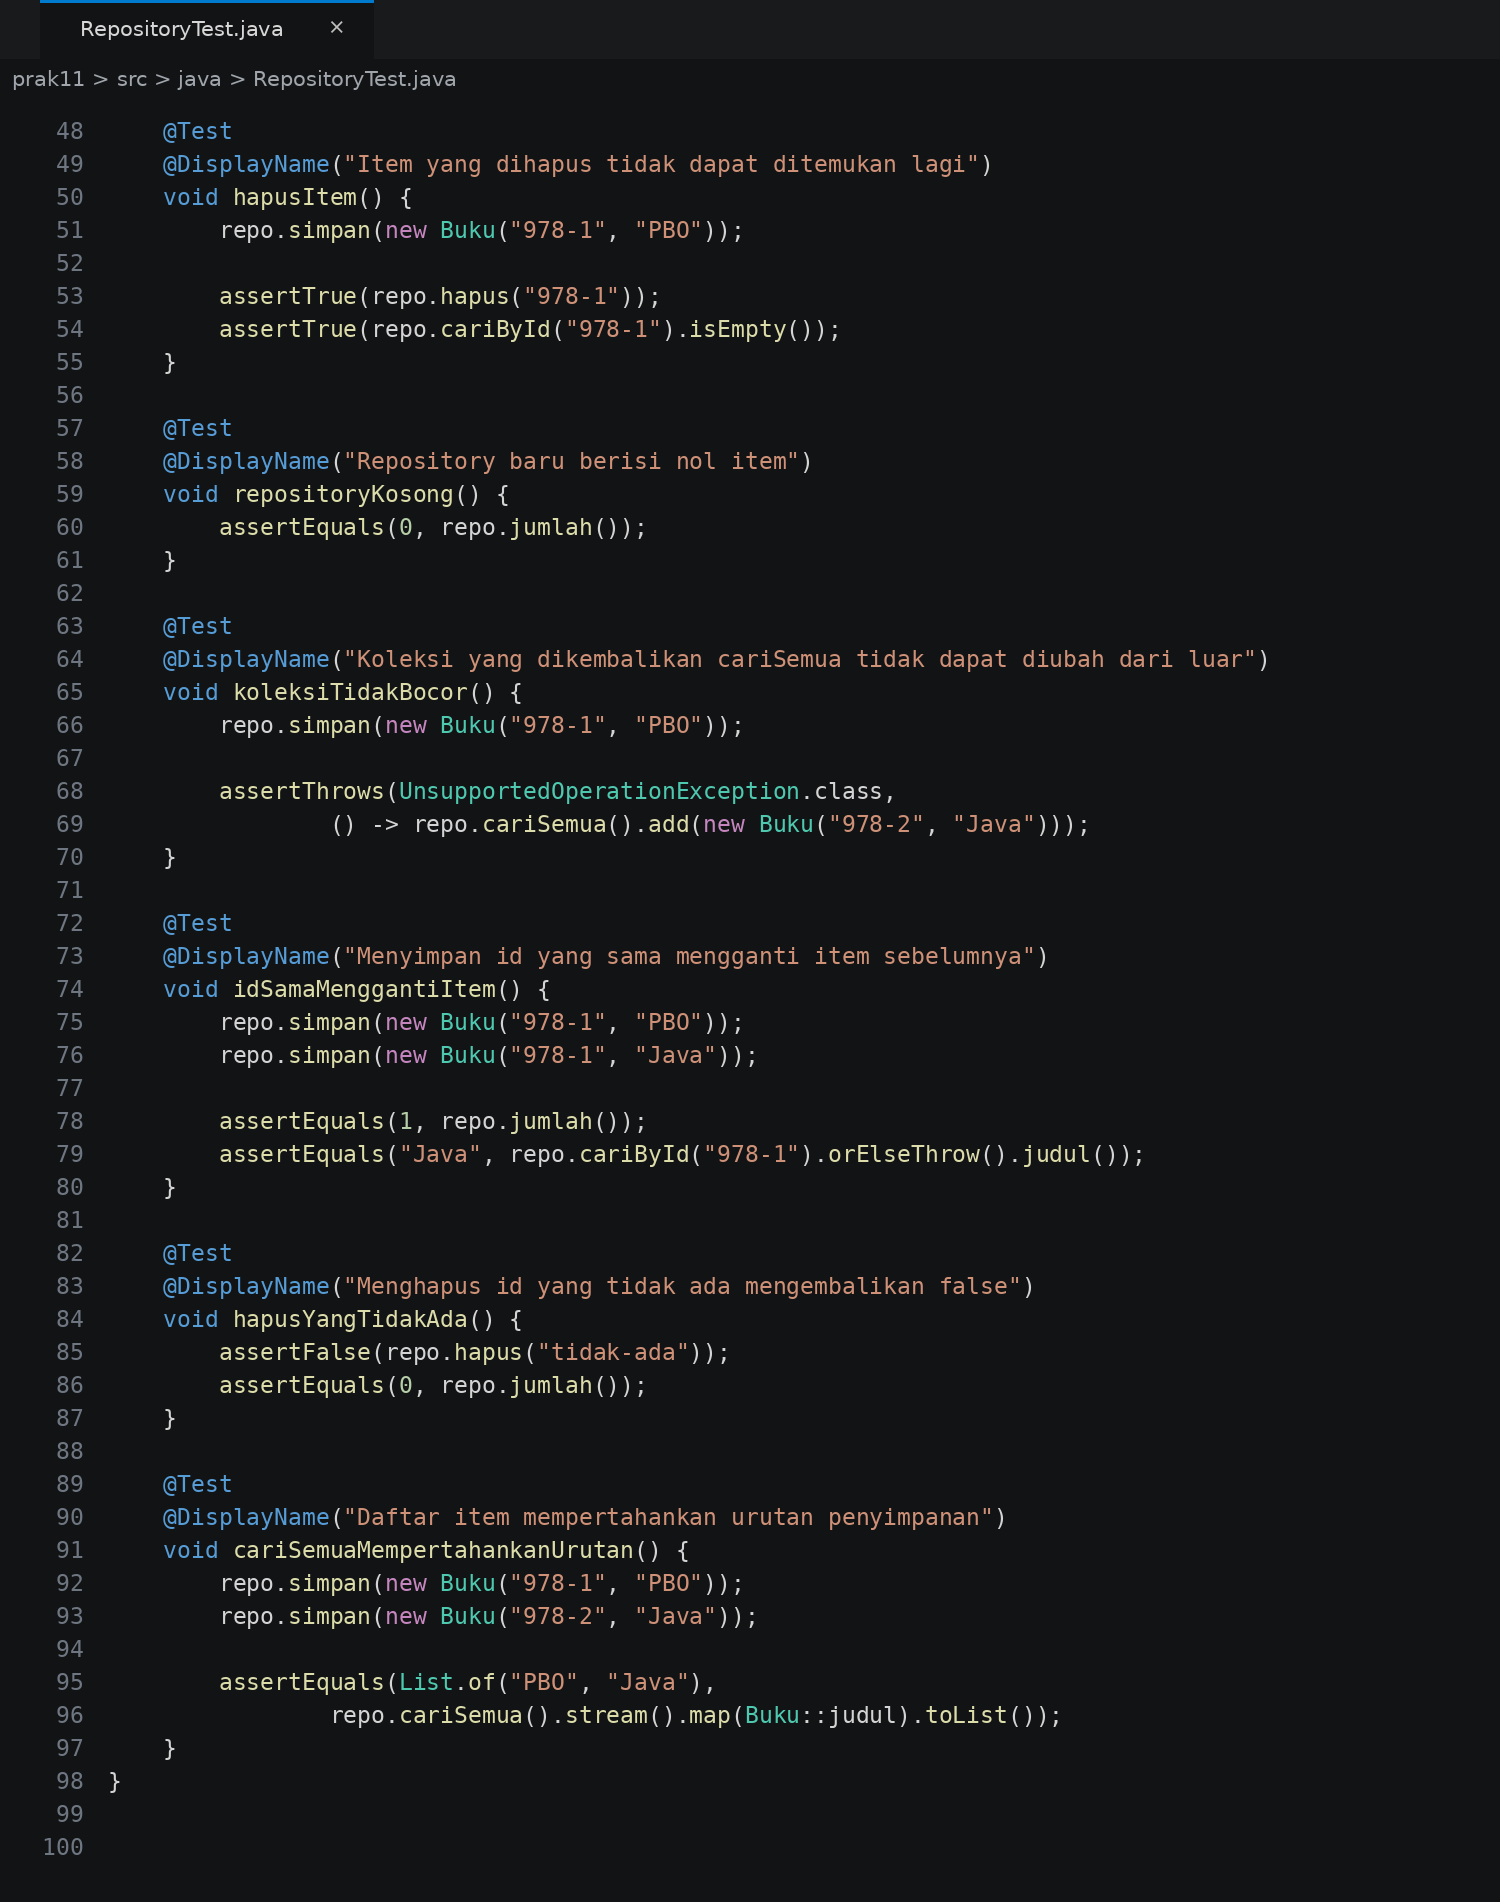 RepositoryTest.java ×
prak11 > src > java > RepositoryTest.java
48     @Test
49     @DisplayName("Item yang dihapus tidak dapat ditemukan lagi")
50     void hapusItem() {
51         repo.simpan(new Buku("978-1", "PBO"));
52
53         assertTrue(repo.hapus("978-1"));
54         assertTrue(repo.cariById("978-1").isEmpty());
55     }
56
57     @Test
58     @DisplayName("Repository baru berisi nol item")
59     void repositoryKosong() {
60         assertEquals(0, repo.jumlah());
61     }
62
63     @Test
64     @DisplayName("Koleksi yang dikembalikan cariSemua tidak dapat diubah dari luar")
65     void koleksiTidakBocor() {
66         repo.simpan(new Buku("978-1", "PBO"));
67
68         assertThrows(UnsupportedOperationException.class,
69                 () -> repo.cariSemua().add(new Buku("978-2", "Java")));
70     }
71
72     @Test
73     @DisplayName("Menyimpan id yang sama mengganti item sebelumnya")
74     void idSamaMenggantiItem() {
75         repo.simpan(new Buku("978-1", "PBO"));
76         repo.simpan(new Buku("978-1", "Java"));
77
78         assertEquals(1, repo.jumlah());
79         assertEquals("Java", repo.cariById("978-1").orElseThrow().judul());
80     }
81
82     @Test
83     @DisplayName("Menghapus id yang tidak ada mengembalikan false")
84     void hapusYangTidakAda() {
85         assertFalse(repo.hapus("tidak-ada"));
86         assertEquals(0, repo.jumlah());
87     }
88
89     @Test
90     @DisplayName("Daftar item mempertahankan urutan penyimpanan")
91     void cariSemuaMempertahankanUrutan() {
92         repo.simpan(new Buku("978-1", "PBO"));
93         repo.simpan(new Buku("978-2", "Java"));
94
95         assertEquals(List.of("PBO", "Java"),
96                 repo.cariSemua().stream().map(Buku::judul).toList());
97     }
98 }
99
100